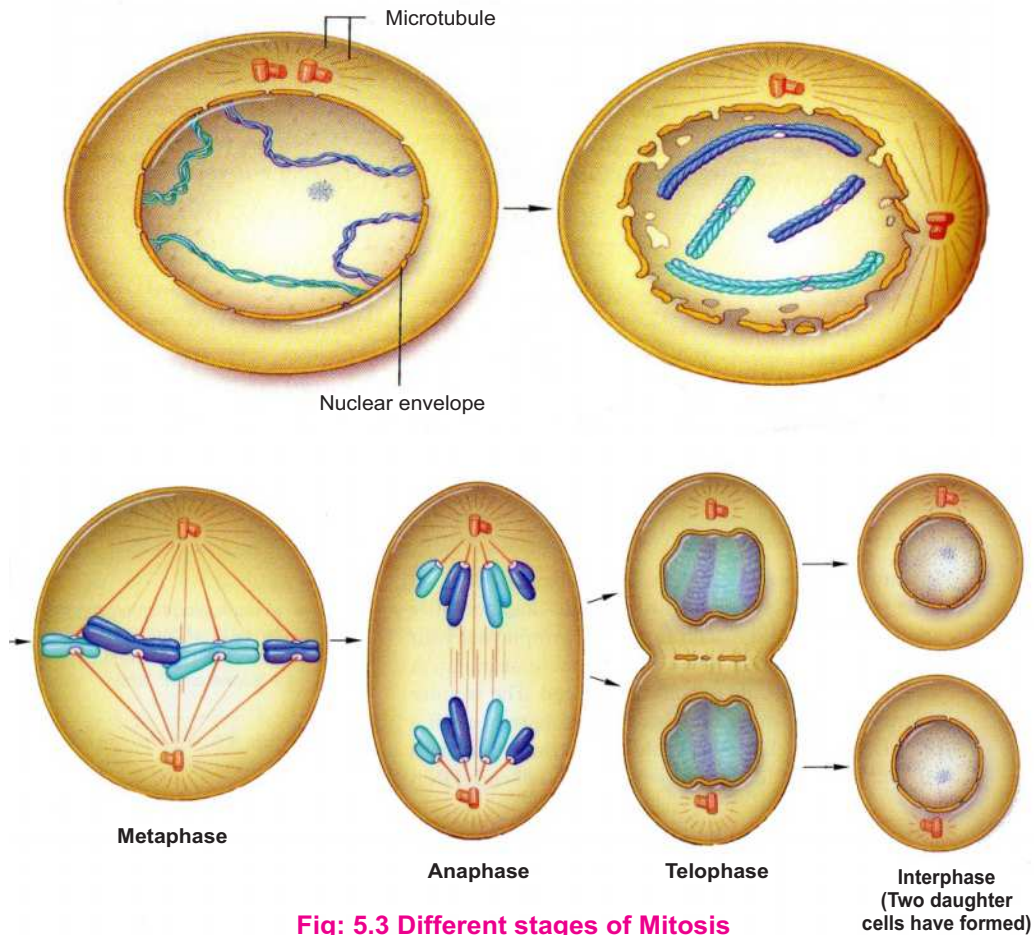 Microtubule
Nuclear envelope
Metaphase
Anaphase
Telophase
Interphase
(Two daughter
cells have formed)
Fig: 5.3 Different stages of Mitosis